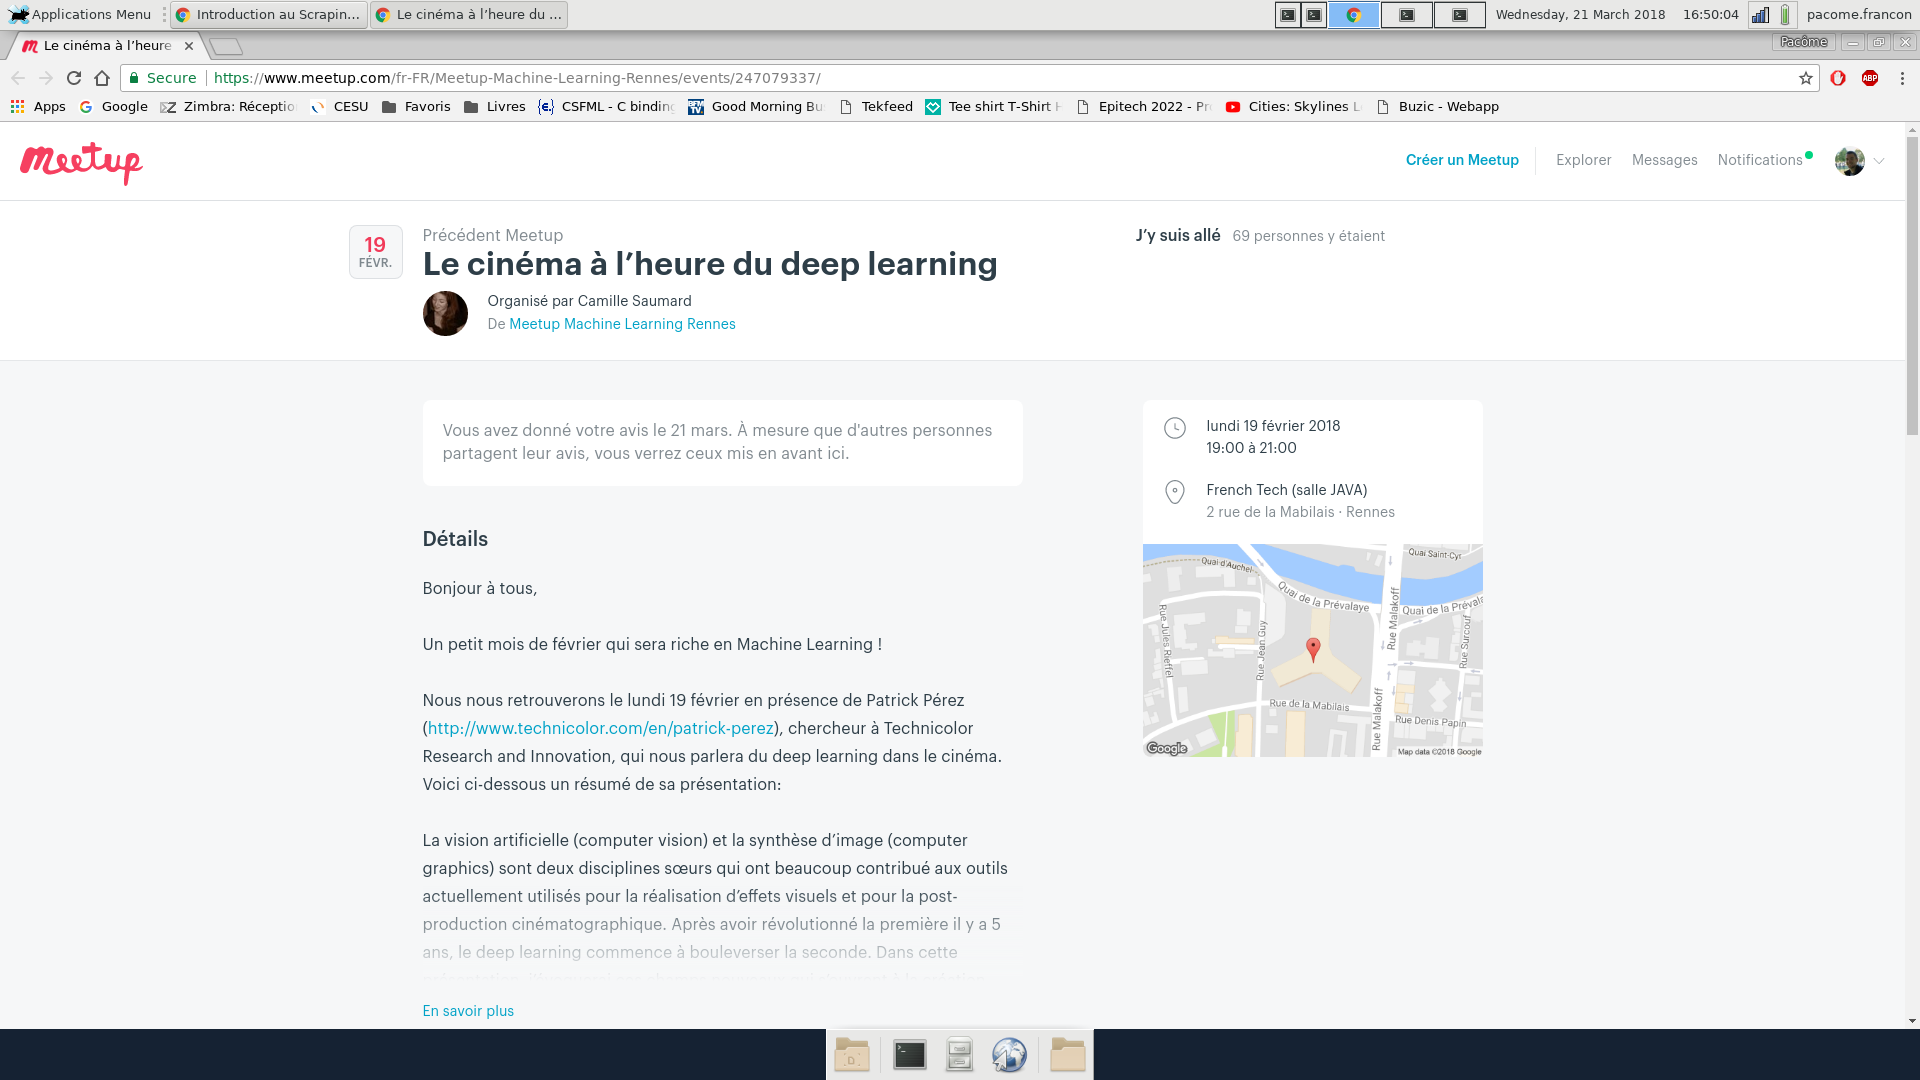 Applications Menu
Introduction au Scrapin...
Le cinéma à l'heure du ...
Wednesday, 21 March 2018
16:50:04
pacome.francon
Le cinéma à l'heure
Pacôme
Secure
https://www.meetup.com/fr-FR/Meetup-Machine-Learning-Rennes/events/247079337/
ABP
Apps
Google
Zimbra: Réceptio
CESU
Favoris
Livres
CSFML - C binding
Good Morning Bu
Tekfeed
Tee shirt T-Shirt H
Epitech 2022 - Pr
Cities: Skylines L
Buzic - Webapp
Meetup
Créer un Meetup
Explorer
Messages
Notifications
19
FÉVR.
Précédent Meetup
Le cinéma à l'heure du deep learning
Organisé par Camille Saumard
De Meetup Machine Learning Rennes
J'y suis allé
69 personnes y étaient
Vous avez donné votre avis le 21 mars. À mesure que d'autres personnes
partagent leur avis, vous verrez ceux mis en avant ici.
lundi 19 février 2018
19:00 à 21:00
French Tech (salle JAVA)
2 rue de la Mabilais · Rennes
Quai Saint-Cyr
Quai d'Auchel
Quai de la Prévalaye
Quai de la Préval
Rue Malakoff
Rue Jules Rieffel
Rue Jean Guy
Rue Surcouf
Rue de la Mabilais
Rue Malakoff
Rue Denis Papin
Google
Map data ©2018 Google
Détails
Bonjour à tous,
Un petit mois de février qui sera riche en Machine Learning !
Nous nous retrouverons le lundi 19 février en présence de Patrick Pérez
(http://www.technicolor.com/en/patrick-perez), chercheur à Technicolor
Research and Innovation, qui nous parlera du deep learning dans le cinéma.
Voici ci-dessous un résumé de sa présentation:
La vision artificielle (computer vision) et la synthèse d'image (computer
graphics) sont deux disciplines sœurs qui ont beaucoup contribué aux outils
actuellement utilisés pour la réalisation d'effets visuels et pour la post-
production cinématographique. Après avoir révolutionné la première il y a 5
ans, le deep learning commence à bouleverser la seconde. Dans cette
En savoir plus